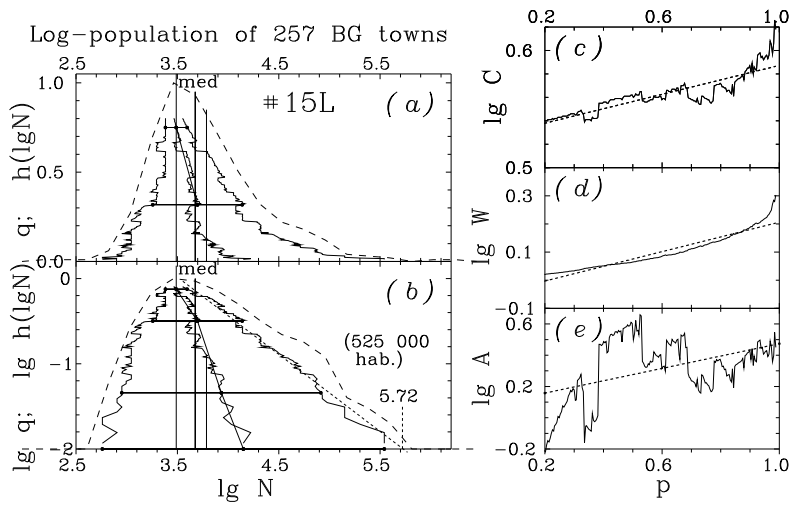 Log-population of 257 BG towns
2.5 3.5 4.5 5.5
med
#15L
(a)
1.0
0.5
0.0
q; h(lgN)
med
(b)
0
-1
-2
lg q; lg h(lgN)
(525 000
hab.)
5.72
2.5 3.5 4.5 5.5
lg N
0.2 0.6 1.0
(c)
0.6
0.5
lg C
(d)
0.3
0.1
-0.1
lg W
(e)
0.6
0.2
-0.2
lg A
0.2 0.6 1.0
p